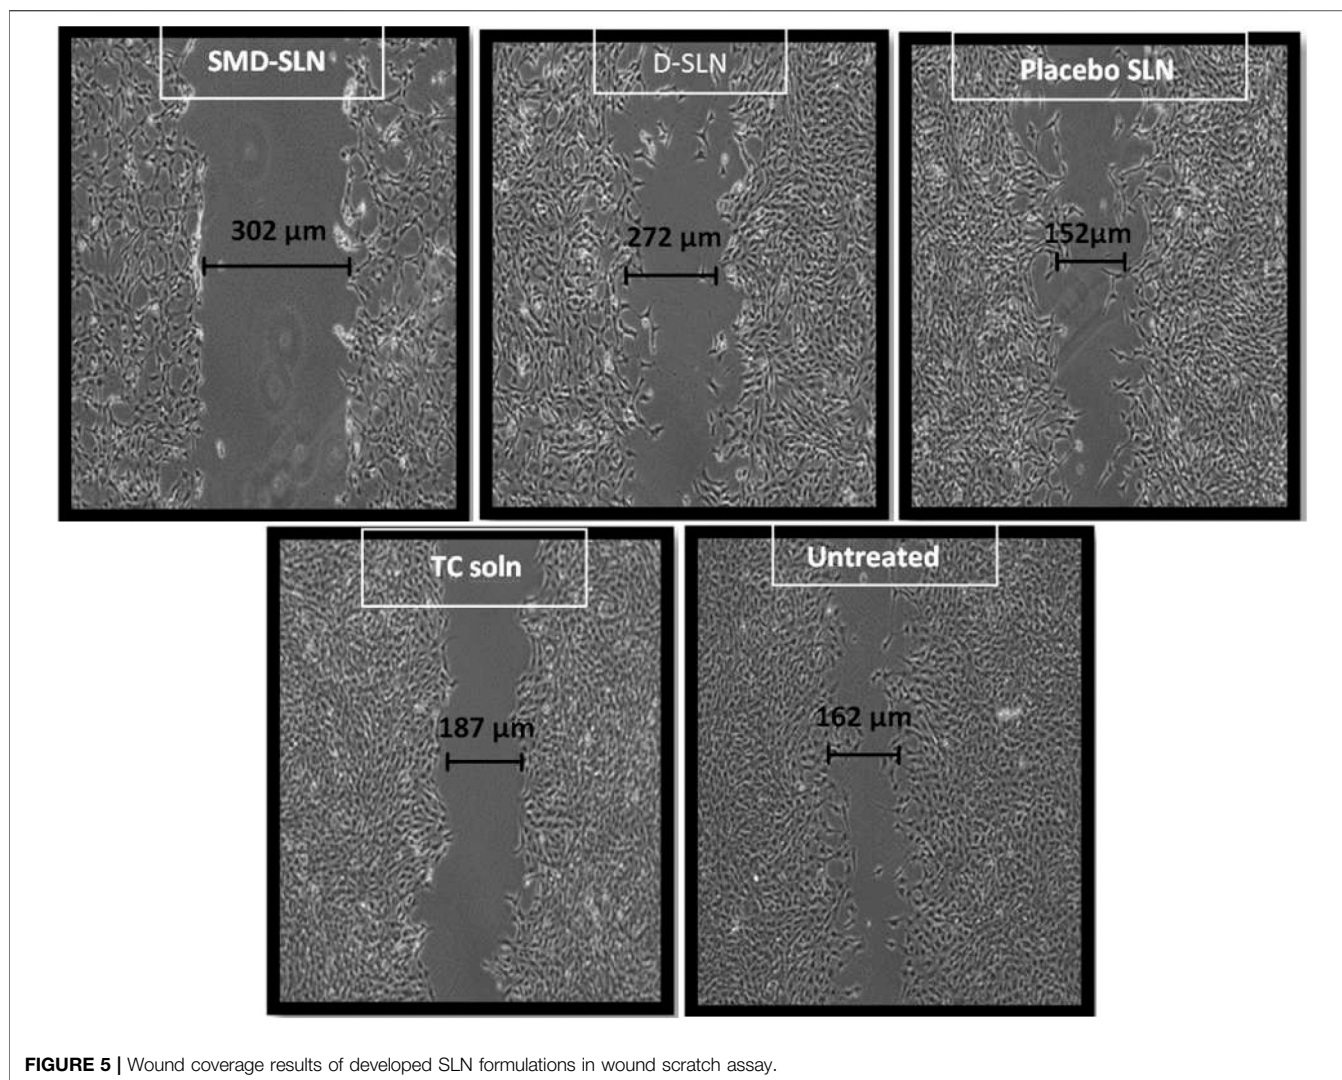 SMD-SLN
D-SLN
Placebo SLN
302 µm
272 µm
152µm
TC soln
Untreated
187 µm
162 µm
FIGURE 5 | Wound coverage results of developed SLN formulations in wound scratch assay.